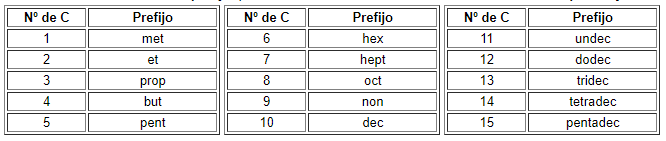 Nº de C Prefijo Nº de C Prefijo Nº de C Prefijo
1 met 6 hex 11 undec
2 et 7 hept 12 dodec
3 prop 8 oct 13 tridec
4 but 9 non 14 tetradec
5 pent 10 dec 15 pentadec